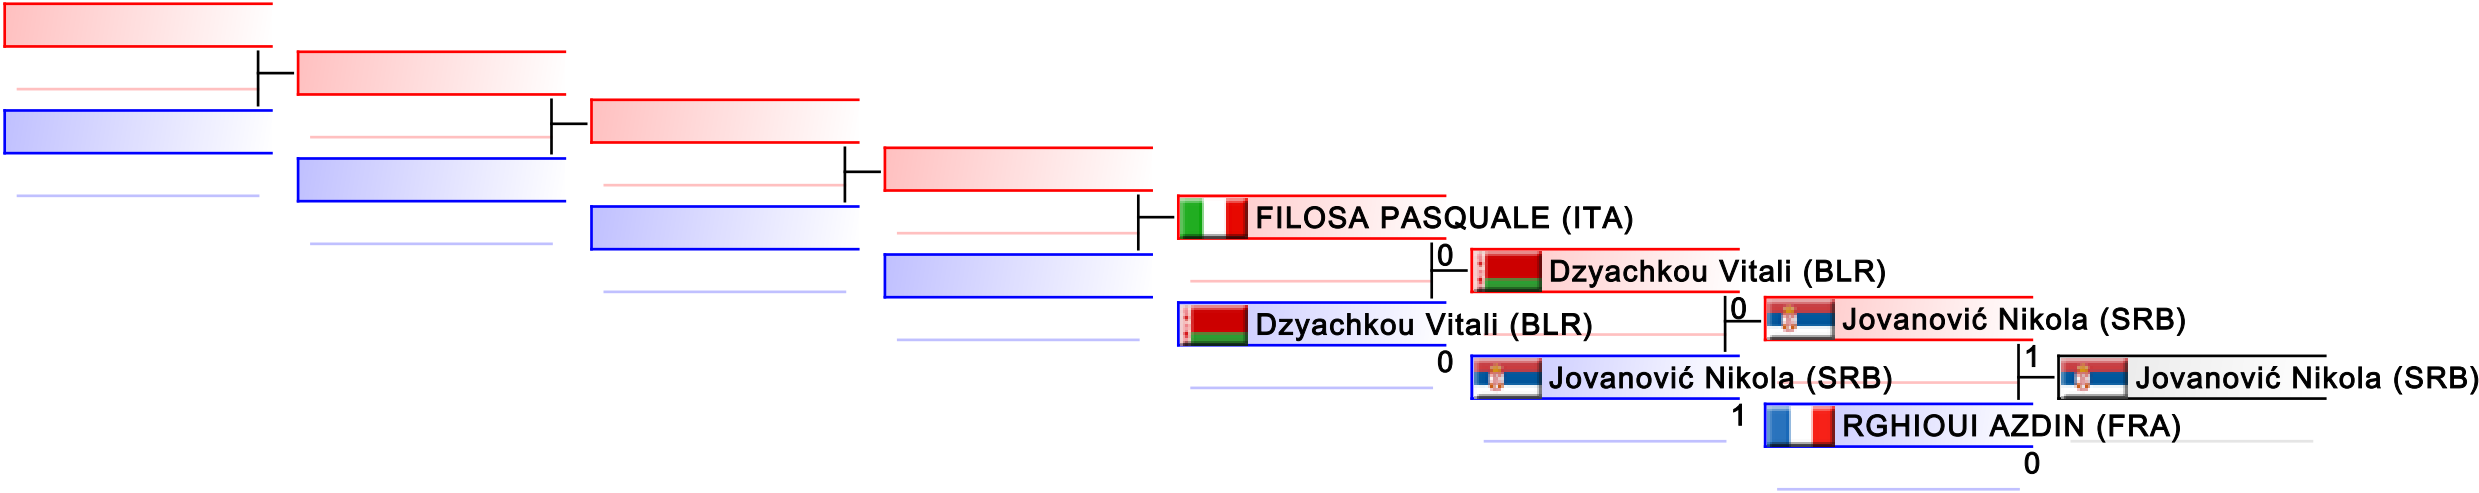 FILOSA PASQUALE (ITA)
0
Dzyachkou Vitali (BLR)
0
Dzyachkou Vitali (BLR)
0
Jovanović Nikola (SRB)
1
Jovanović Nikola (SRB)
1
RGHIOUI AZDIN (FRA)
0
Jovanović Nikola (SRB)